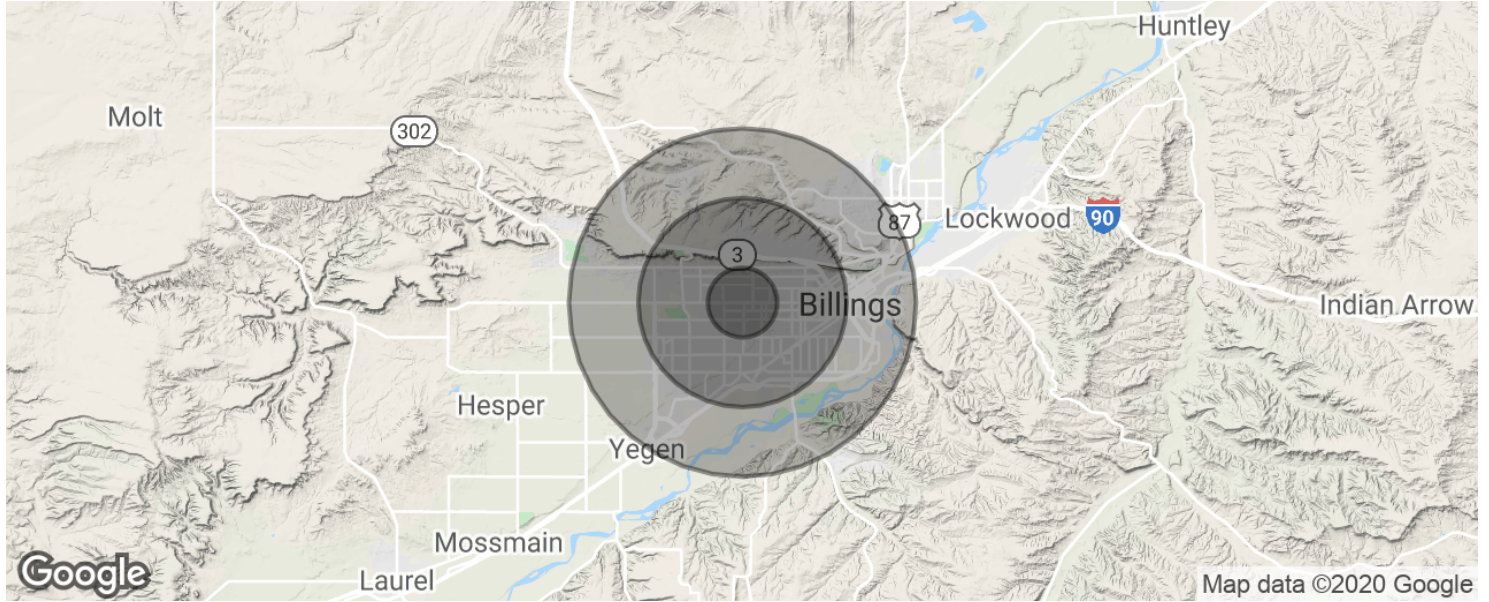 Huntley
Molt
302
87
Lockwood
90
3
Billings
Indian Arrow
Hesper
Yegen
Mossmain
Laurel
Google
Map data ©2020 Google